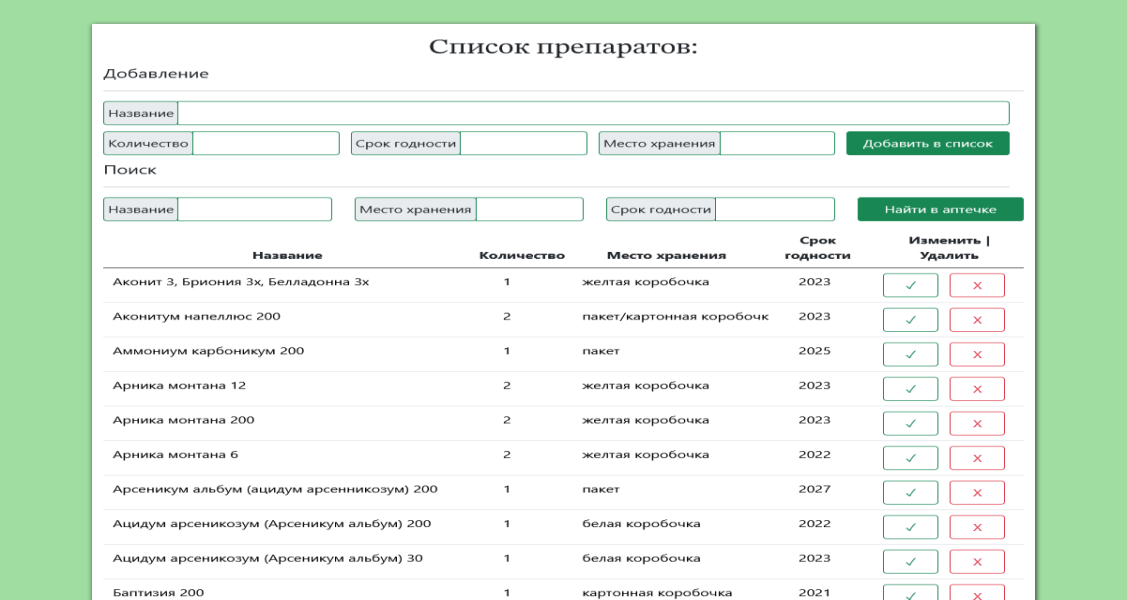 Список препаратов:
Добавление
Название
Количество Срок годности Место хранения Добавить в список
Поиск
Название Место хранения Срок годности Найти в аптечке
Название Количество Место хранения Срок годности Изменить | Удалить
Аконит 3, Бриония 3х, Белладонна 3х 1 желтая коробочка 2023
Аконитум напеллюс 200 2 пакет/картонная коробочк 2023
Аммониум карбоникум 200 1 пакет 2025
Арника монтана 12 2 желтая коробочка 2023
Арника монтана 200 2 желтая коробочка 2023
Арника монтана 6 2 желтая коробочка 2022
Арсеникум альбум (ацидум арсенникозум) 200 1 пакет 2027
Ацидум арсеникозум (Арсеникум альбум) 200 1 белая коробочка 2022
Ацидум арсеникозум (Арсеникум альбум) 30 1 белая коробочка 2023
Баптизия 200 1 картонная коробочка 2021